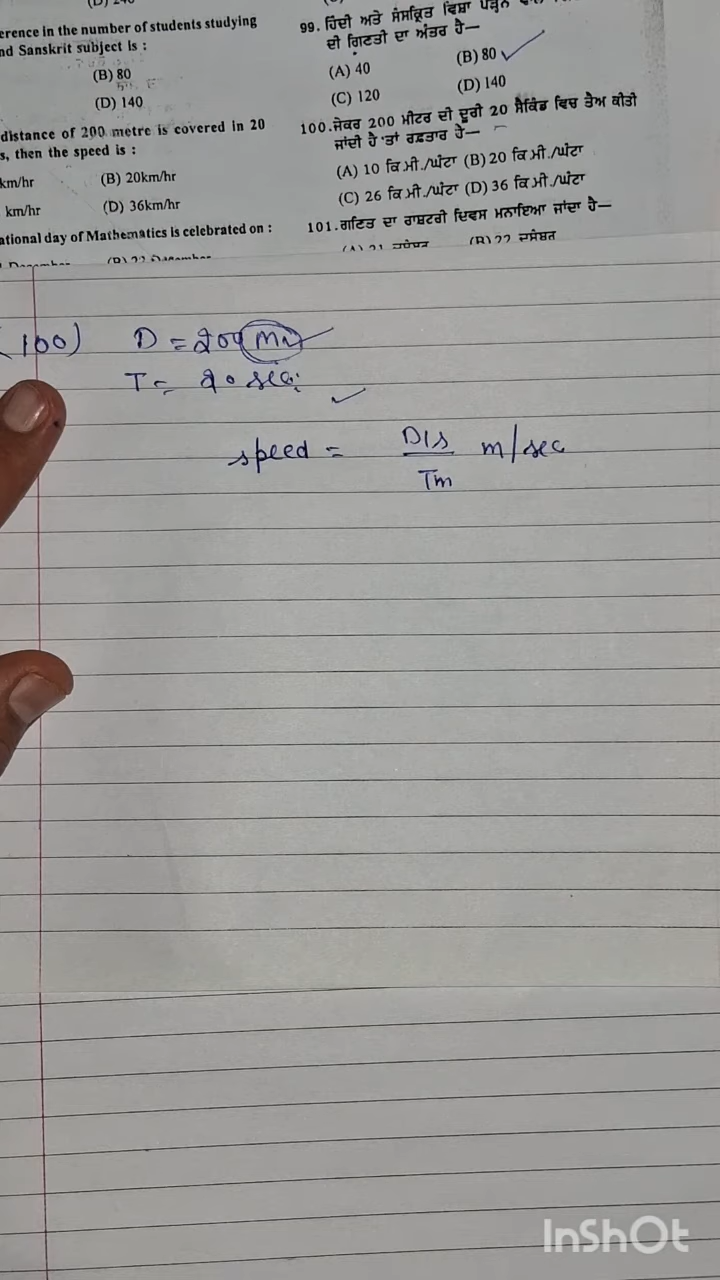 (D) 240
erence in the number of students studying
nd Sanskrit subject is :
(B) 80
(D) 140
distance of 200 metre is covered in 20
s, then the speed is :
km/hr
(B) 20km/hr
km/hr
(D) 36km/hr
ational day of Mathematics is celebrated on :
99. ਹਿੰਦੀ ਅਤੇ ਸੰਸਕ੍ਰਿਤ ਵਿਸ਼ਾ ਪੜ੍ਹਨ
ਦੀ ਗਿਣਤੀ ਦਾ ਅੰਤਰ ਹੈ—
(A) 40
(B) 80
(C) 120
(D) 140
100.ਜੇਕਰ 200 ਮੀਟਰ ਦੀ ਦੂਰੀ 20 ਸੈਕਿੰਡ ਵਿਚ ਤੈਅ ਕੀਤੀ
ਜਾਂਦੀ ਹੈ ਤਾਂ ਰਫ਼ਤਾਰ ਹੈ—
(A) 10 ਕਿ.ਮੀ./ਘੰਟਾ (B) 20 ਕਿ.ਮੀ./ਘੰਟਾ
(C) 26 ਕਿ.ਮੀ./ਘੰਟਾ (D) 36 ਕਿ.ਮੀ./ਘੰਟਾ
101.ਗਣਿਤ ਦਾ ਰਾਸ਼ਟਰੀ ਦਿਵਸ ਮਨਾਇਆ ਜਾਂਦਾ ਹੈ—
(B) 22 ਦਸੰਬਰ
(100) D = 200
T = 20 sec.
speed = Dis m/sec
Tm
InShOt